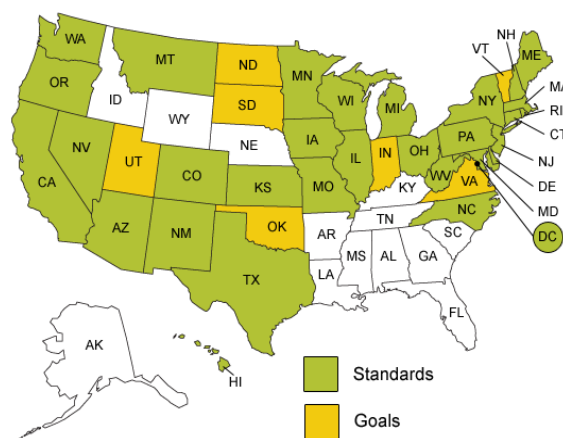 WA
MT
ND
MN
VT
NH
ME
OR
ID
SD
WI
MI
NY
MA
RI
WY
CT
NV
NE
IA
PA
UT
IL
IN
OH
NJ
CA
CO
KS
MO
WV
VA
DE
KY
MD
AZ
NM
OK
AR
TN
NC
DC
TX
LA
MS
AL
GA
SC
FL
AK
HI
Standards
Goals